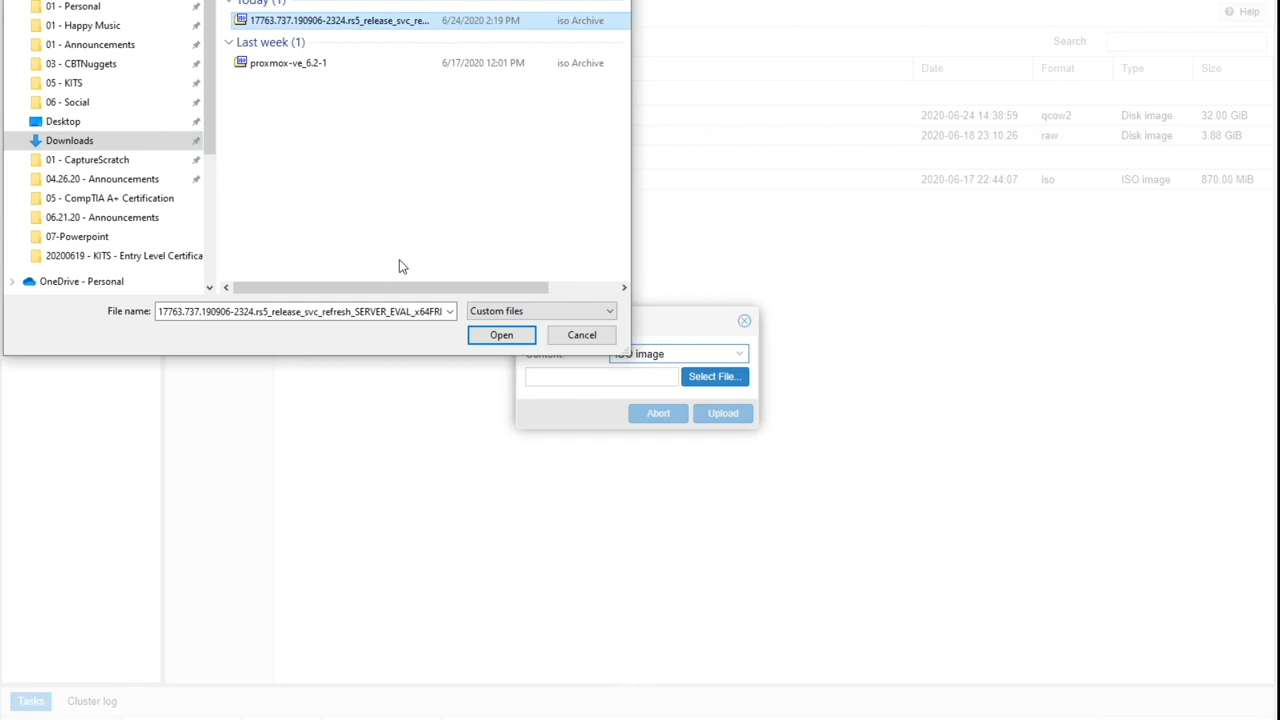 01 - Personal
Today (1)
Help
17763.737.190906-2324.rs5_release_svc_re... 6/24/2020 2:19 PM iso Archive
01 - Happy Music
Search:
Last week (1)
01 - Announcements
03 - CBTNuggets
proxmox-ve_6.2-1 6/17/2020 12:01 PM iso Archive
Date Format Type Size
05 - KITS
06 - Social
Desktop
2020-06-24 14:38:59 qcow2 Disk image 32.00 GiB
Downloads
2020-06-18 23:10:26 raw Disk image 3.88 GiB
01 - CaptureScratch
04.26.20 - Announcements
2020-06-17 22:44:07 iso ISO image 870.00 MiB
05 - CompTIA A+ Certification
06.21.20 - Announcements
07-Powerpoint
20200619 - KITS - Entry Level Certifica
OneDrive - Personal
File name: 17763.737.190906-2324.rs5_release_svc_refresh_SERVER_EVAL_x64FRI Custom files
Open Cancel
Content: ISO image
Select File...
Abort Upload
Tasks Cluster log